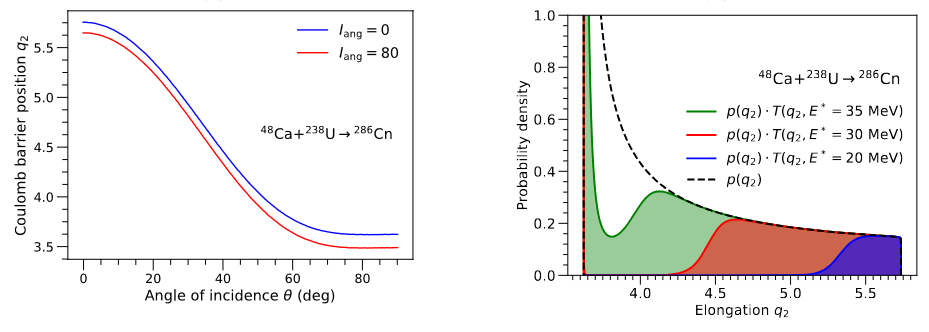 Coulomb barrier position q₂
5.5
5.0
4.5
4.0
3.5
I_ang = 0
I_ang = 80
⁴⁸Ca+²³⁸U→²⁸⁶Cn
0 20 40 60 80
Angle of incidence θ (deg)
Probability density
1.0
0.8
0.6
0.4
0.2
0.0
⁴⁸Ca+²³⁸U→²⁸⁶Cn
p(q₂)·T(q₂, E* = 35 MeV)
p(q₂)·T(q₂, E* = 30 MeV)
p(q₂)·T(q₂, E* = 20 MeV)
p(q₂)
4.0 4.5 5.0 5.5
Elongation q₂